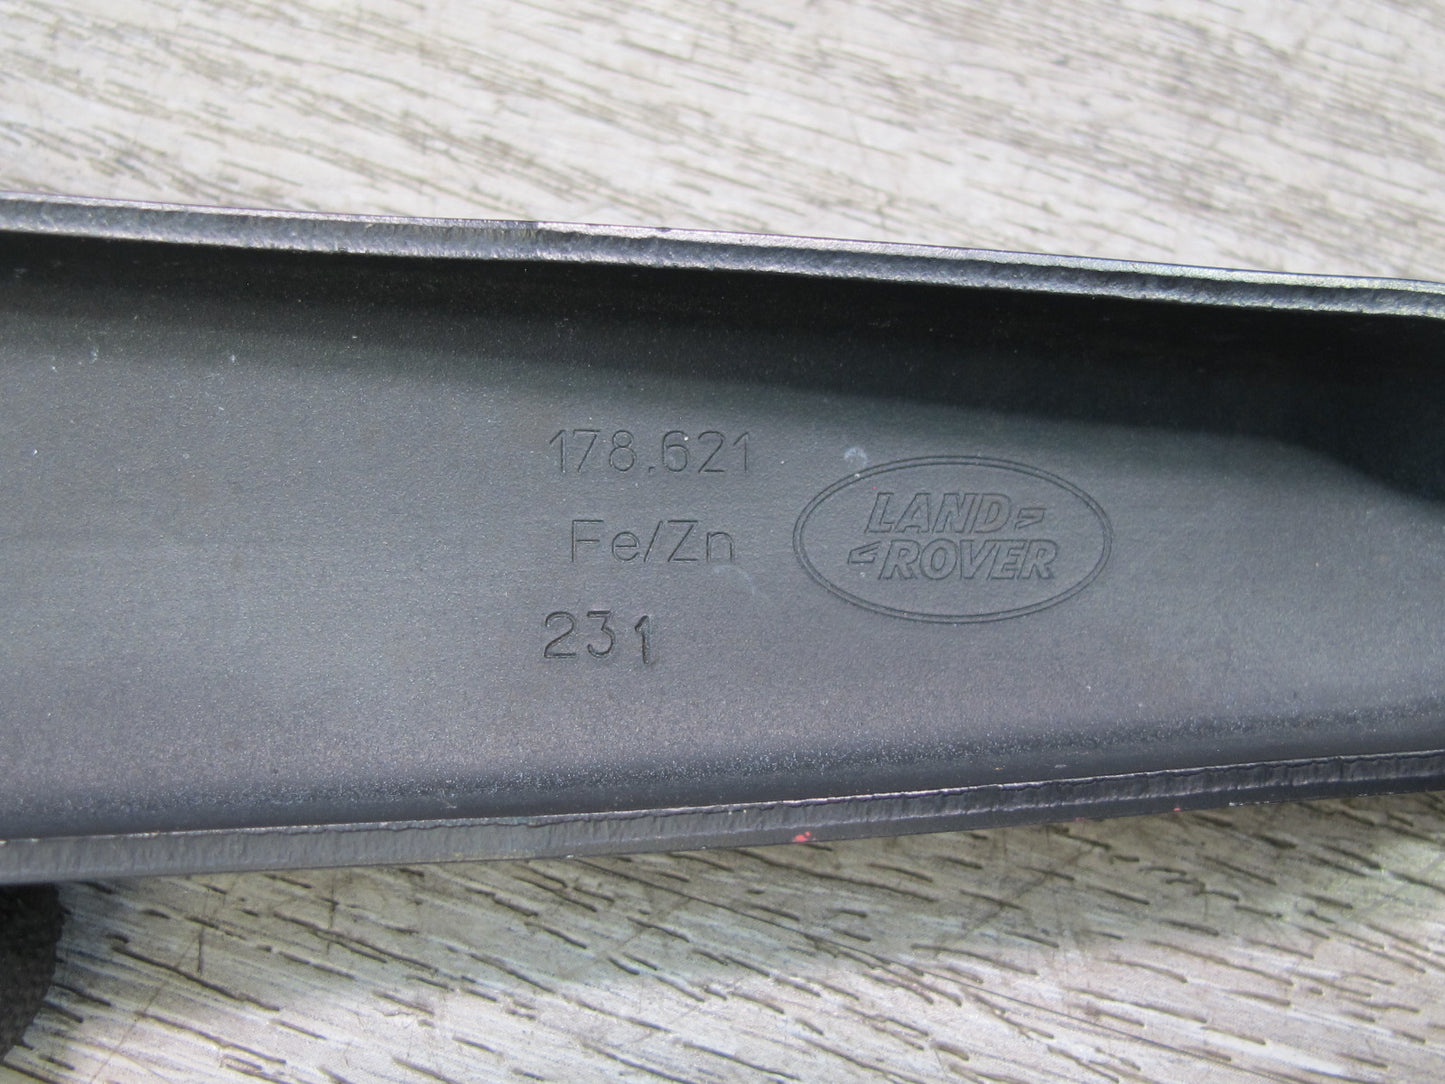 178.621
Fe/Zn
231
LAND
ROVER